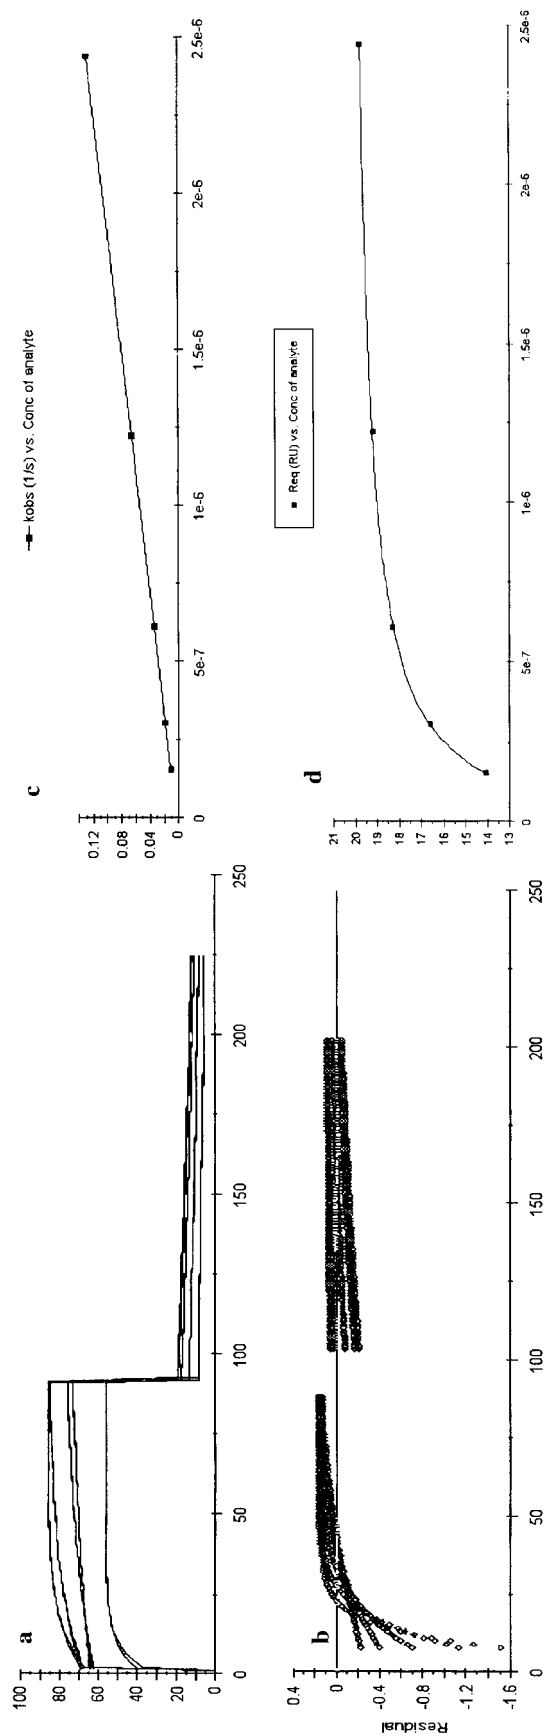 a
100
80
60
40
20
0
0
50
100
150
200
250
b
Residual
0.4
0
-0.4
-0.8
-1.2
-1.6
0
50
100
150
200
250
c
kobs (1/s) vs. Conc of analyte
0.12
0.08
0.04
0
0
5e-7
1e-6
1.5e-6
2e-6
2.5e-6
d
Req (RU) vs. Conc of analyte
21
20
19
18
17
16
15
14
13
0
5e-7
1e-6
1.5e-6
2e-6
2.5e-6